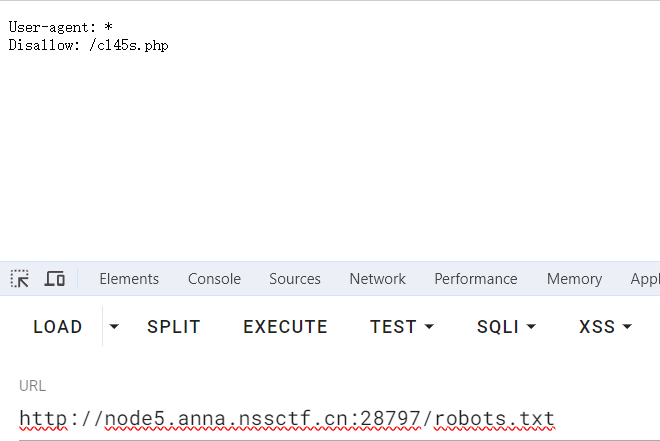 User-agent: *
Disallow: /cl45s.php
Elements Console Sources Network Performance Memory Appl
LOAD SPLIT EXECUTE TEST SQLI XSS
URL
http://node5.anna.nssctf.cn:28797/robots.txt